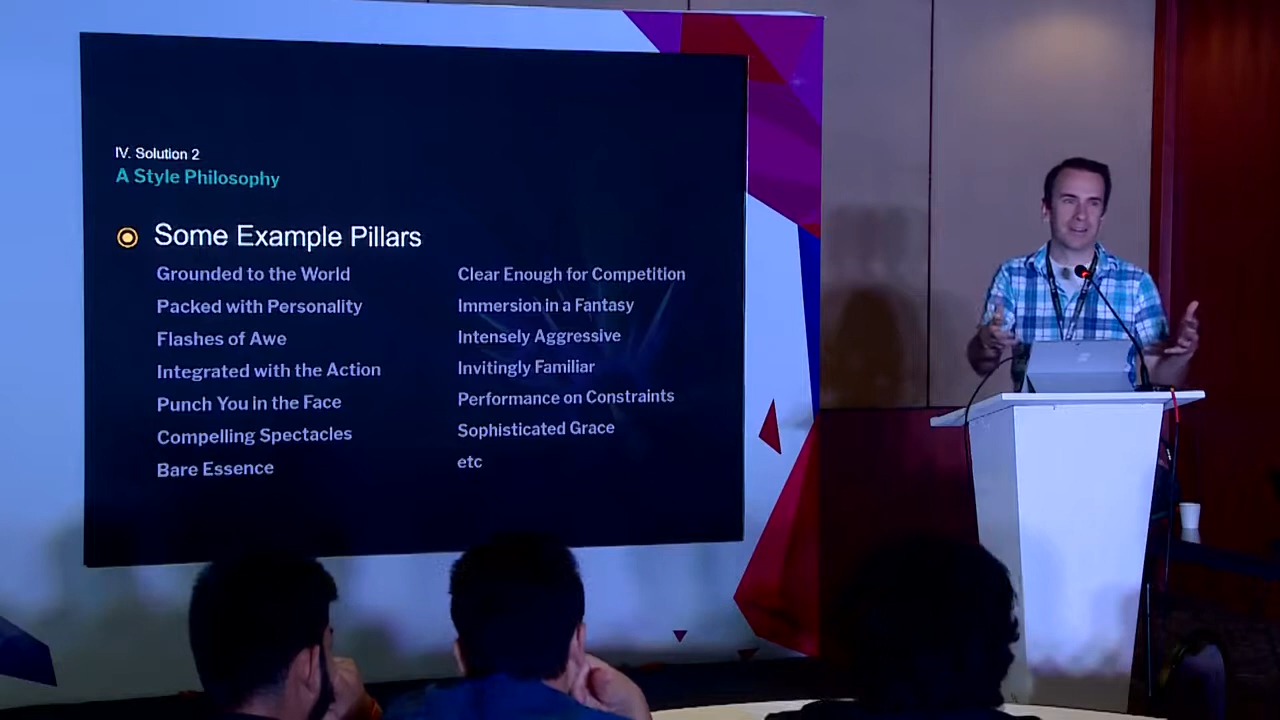 IV. Solution 2
A Style Philosophy
Some Example Pillars
Grounded to the World
Packed with Personality
Flashes of Awe
Integrated with the Action
Punch You in the Face
Compelling Spectacles
Bare Essence
Clear Enough for Competition
Immersion in a Fantasy
Intensely Aggressive
Invitingly Familiar
Performance on Constraints
Sophisticated Grace
etc